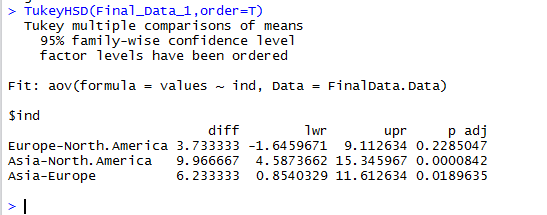 > TukeyHSD(Final_Data_1,order=T)
  Tukey multiple comparisons of means
    95% family-wise confidence level
    factor levels have been ordered

Fit: aov(formula = values ~ ind, Data = FinalData.Data)

$ind
                          diff        lwr       upr     p adj
Europe-North.America 3.733333 -1.6459671  9.112634 0.2285047
Asia-North.America   9.966667  4.5873662 15.345967 0.0000842
Asia-Europe          6.233333  0.8540329 11.612634 0.0189635

> |